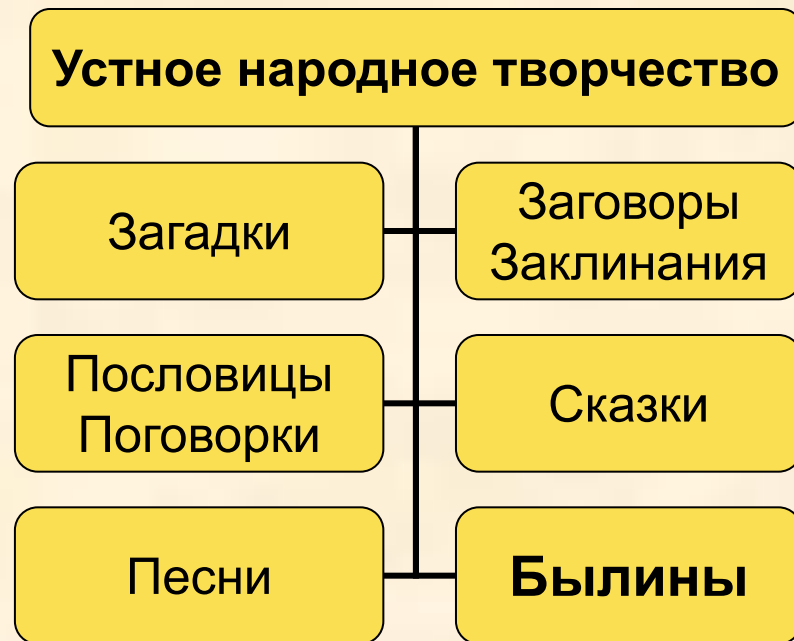 Устное народное творчество
Загадки
Заговоры
Заклинания
Пословицы
Поговорки
Сказки
Песни
Былины